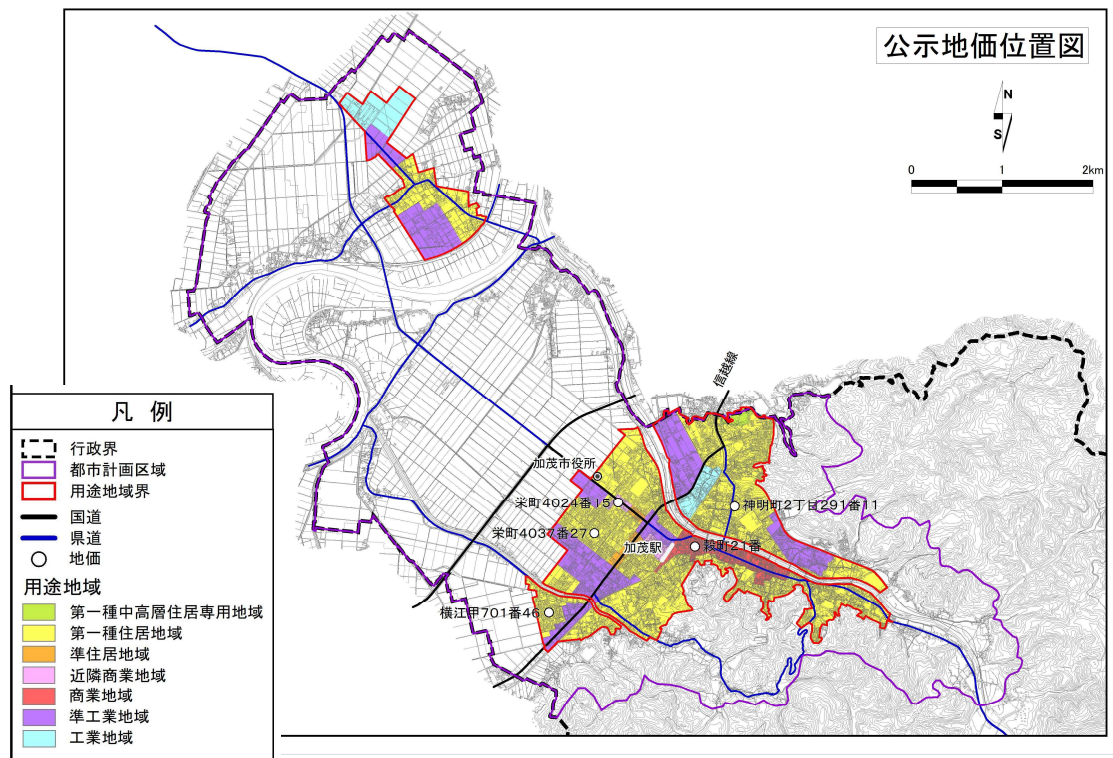 公示地価位置図
N
S
0 1 2km
信越線
加茂市役所
栄町4024番15
神明町2丁目291番11
栄町4037番27
加茂駅
穀町21番
横江甲701番46
凡 例
行政界
都市計画区域
用途地域界
国道
県道
地価
用途地域
第一種中高層住居専用地域
第一種住居地域
準住居地域
近隣商業地域
商業地域
準工業地域
工業地域